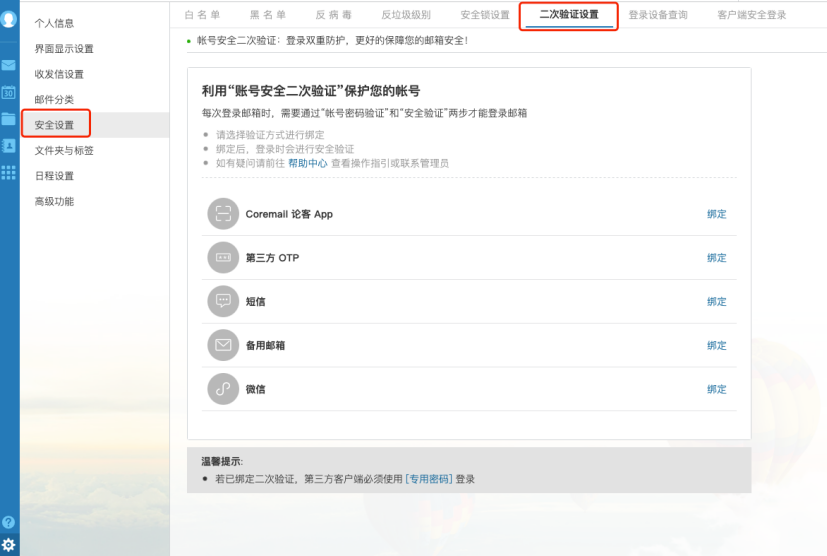 个人信息
界面显示设置
收发信设置
邮件分类
安全设置
文件夹与标签
日程设置
高级功能
30
白名单 黑名单 反病毒 反垃圾级别 安全锁设置 二次验证设置 登录设备查询 客户端安全登录
帐号安全二次验证：登录双重防护，更好的保障您的邮箱安全！
利用“账号安全二次验证”保护您的帐号
每次登录邮箱时，需要通过“帐号密码验证”和“安全验证”两步才能登录邮箱
请选择验证方式进行绑定
绑定后，登录时会进行安全验证
如有疑问请前往 帮助中心 查看操作指引或联系管理员
Coremail 论客 App 绑定
第三方 OTP 绑定
短信 绑定
备用邮箱 绑定
微信 绑定
温馨提示:
若已绑定二次验证，第三方客户端必须使用 [专用密码] 登录